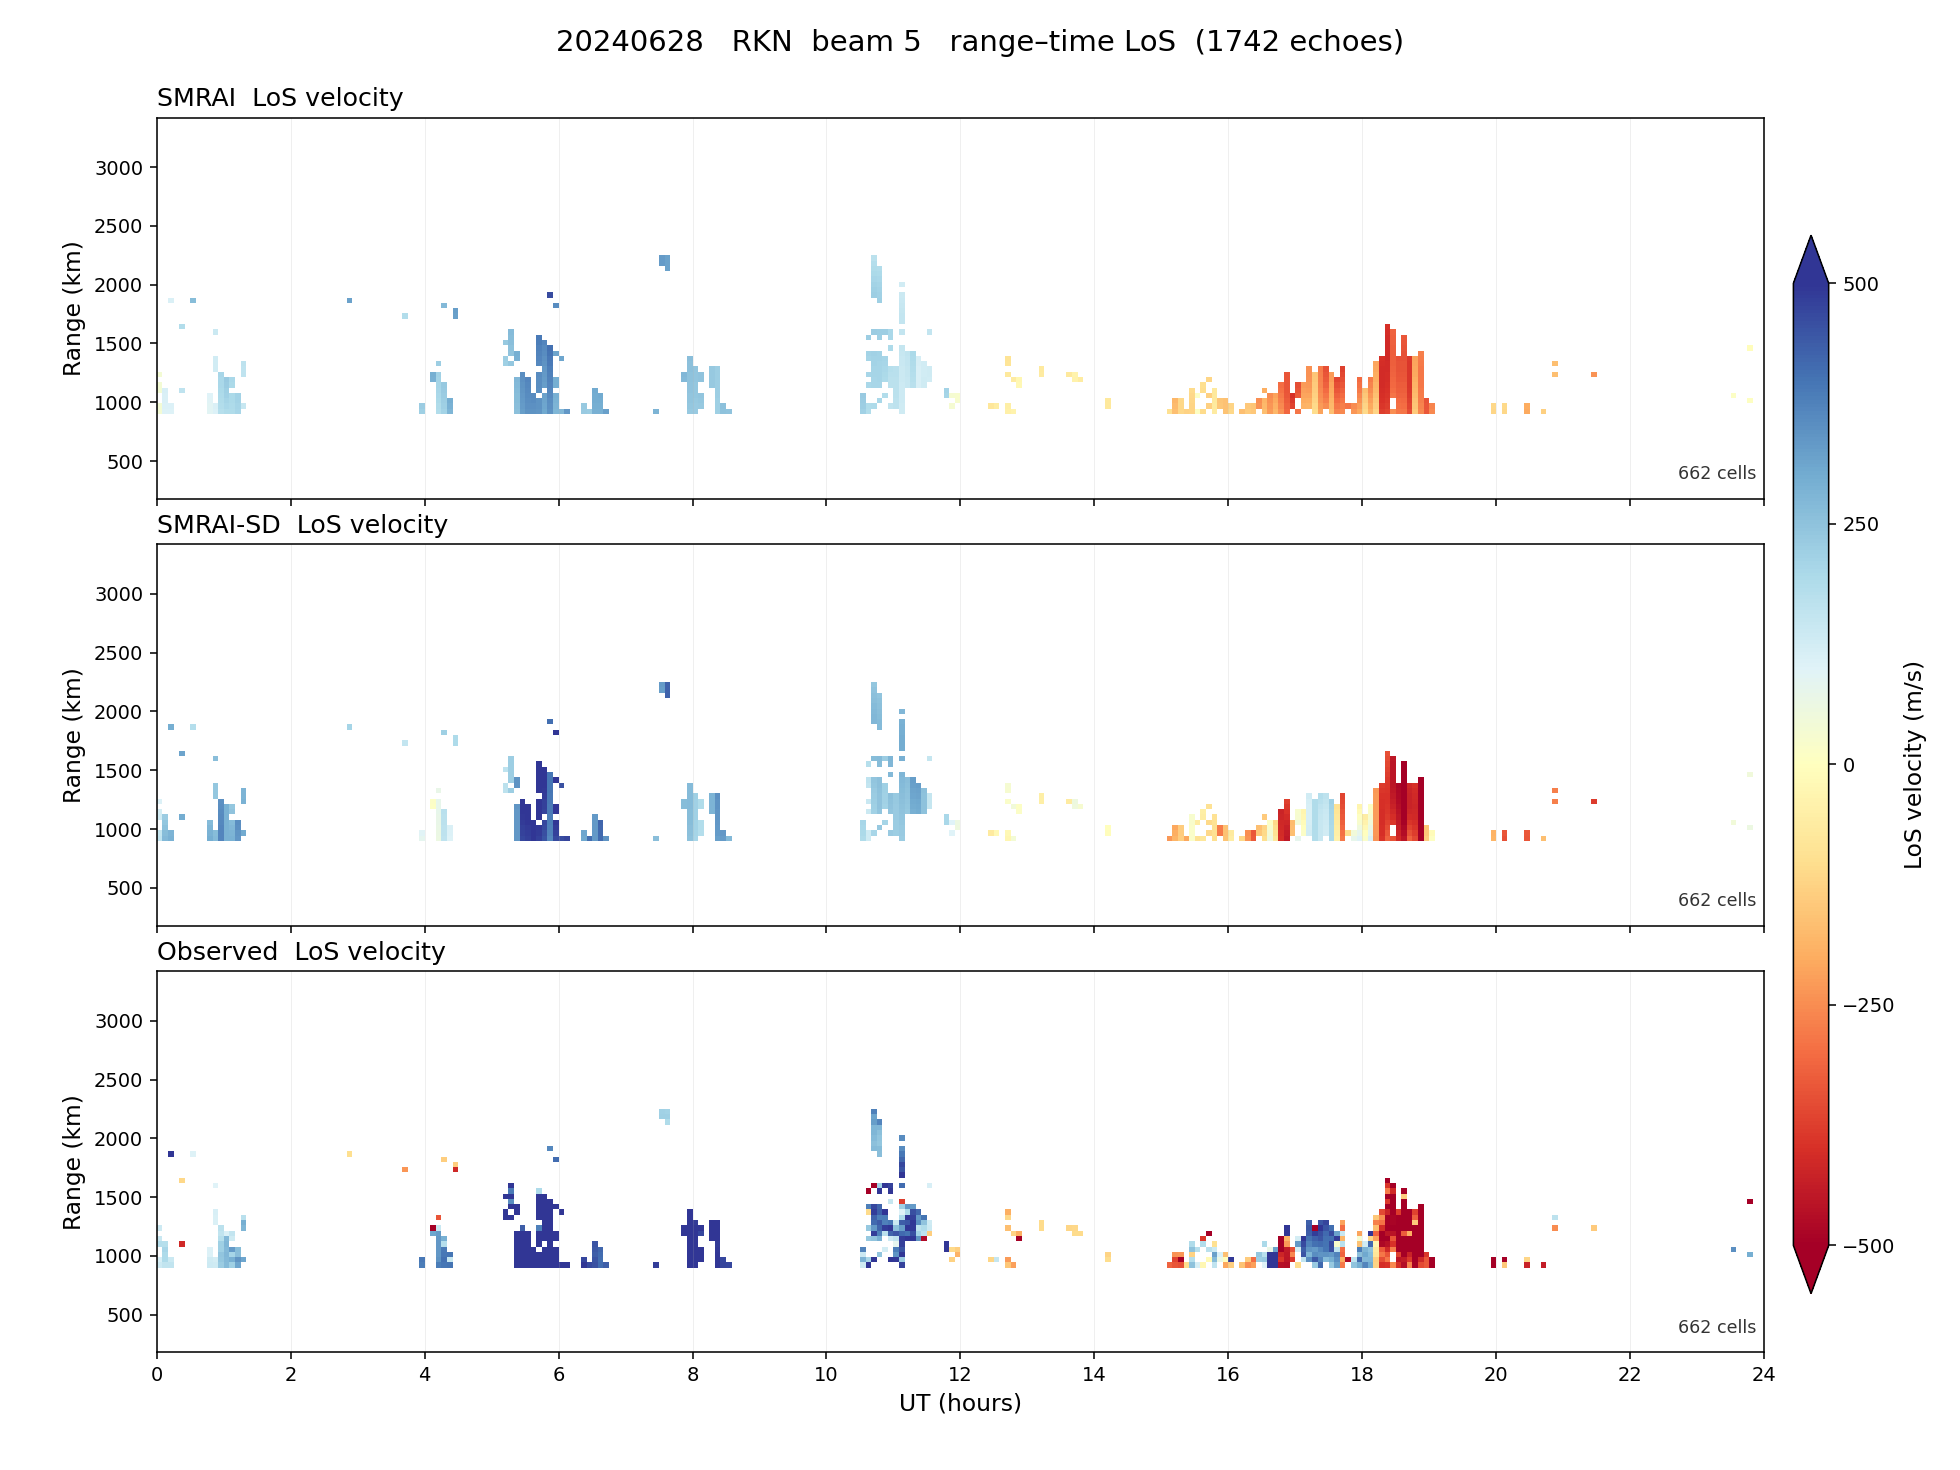 20240628   RKN  beam 5   range–time LoS  (1742 echoes)
SMRAI  LoS velocity
3000
2500
2000
1500
1000
500
Range (km)
662 cells
SMRAI-SD  LoS velocity
3000
2500
2000
1500
1000
500
Range (km)
662 cells
Observed  LoS velocity
3000
2500
2000
1500
1000
500
Range (km)
662 cells
0 2 4 6 8 10 12 14 16 18 20 22 24
UT (hours)
500
250
0
−250
−500
LoS velocity (m/s)